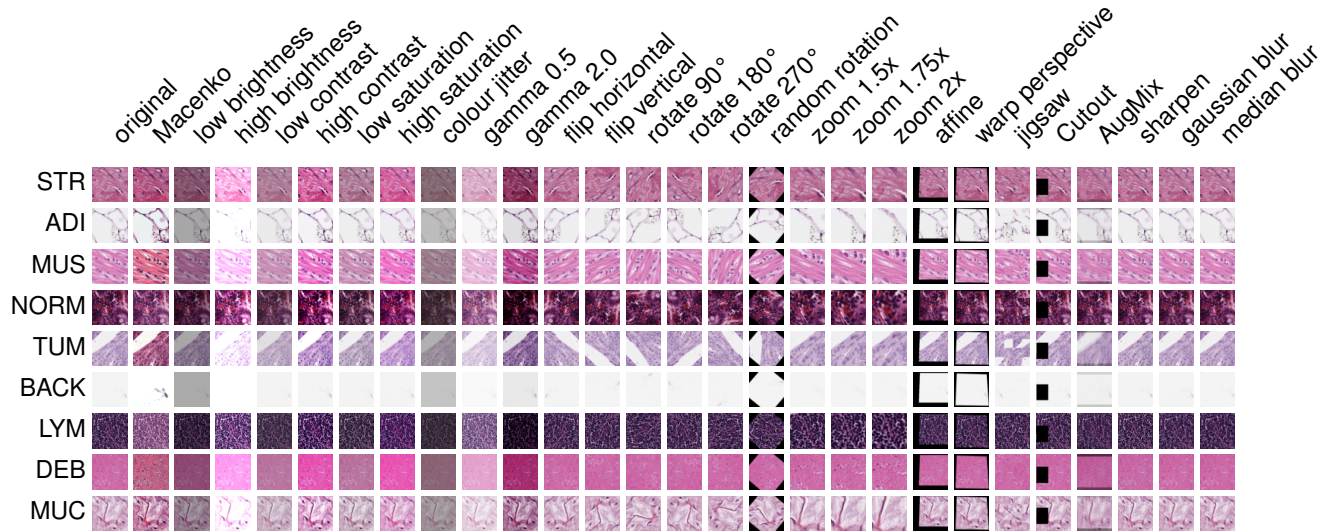 original
Macenko
low brightness
high brightness
low contrast
high contrast
low saturation
high saturation
colour jitter
gamma 0.5
gamma 2.0
flip horizontal
flip vertical
rotate 90°
rotate 180°
rotate 270°
random rotation
zoom 1.5x
zoom 1.75x
zoom 2x
affine
warp perspective
jigsaw
Cutout
AugMix
sharpen
gaussian blur
median blur
STR
ADI
MUS
NORM
TUM
BACK
LYM
DEB
MUC